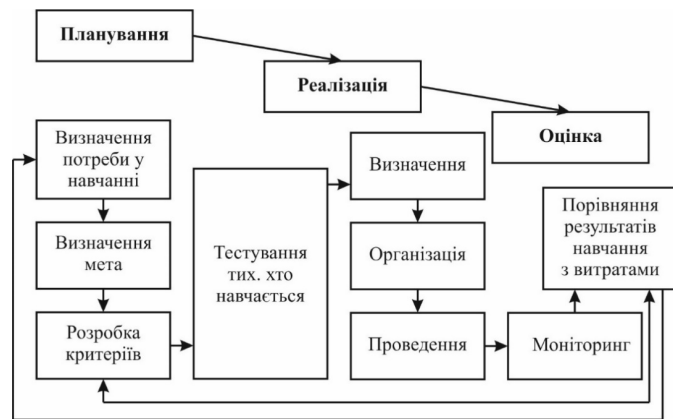 Планування
Реалізація
Оцінка
Визначення
потреби у
навчанні
Визначення
мета
Розробка
критеріїв
Тестування
тих. хто
навчається
Визначення
Організація
Проведення
Моніторинг
Порівняння
результатів
навчання
з витратами